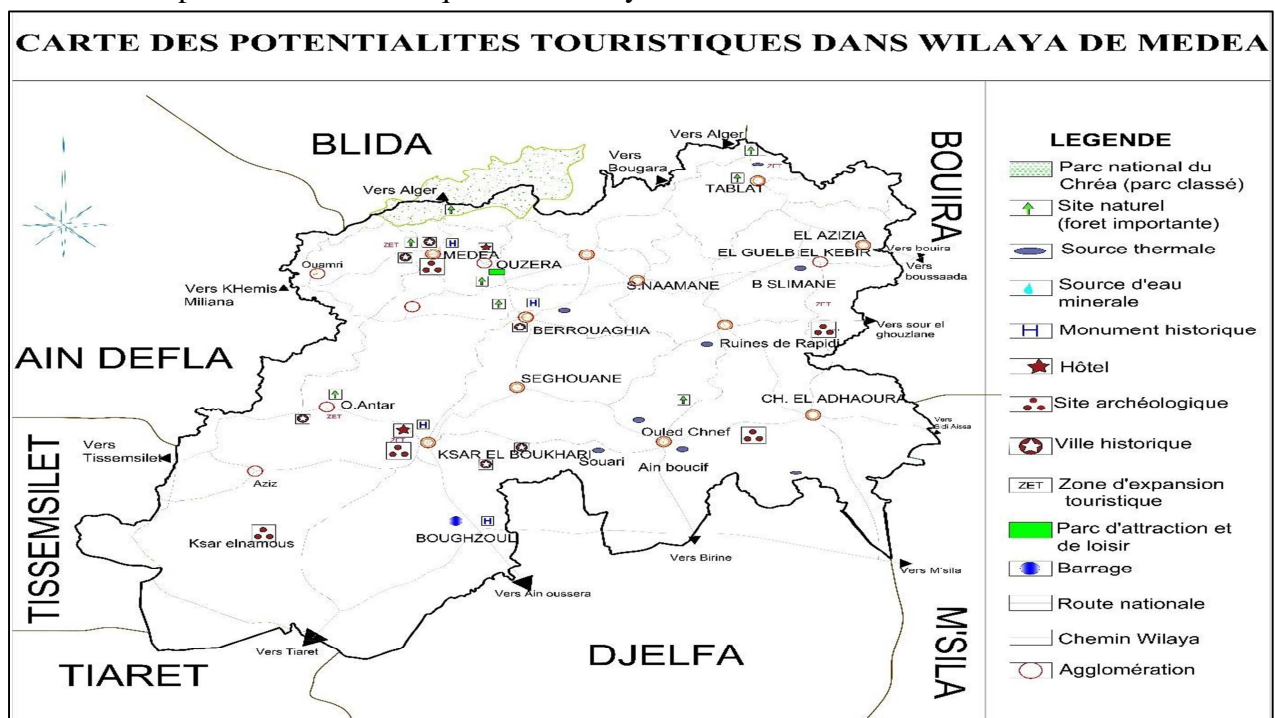 CARTE DES POTENTIALITES TOURISTIQUES DANS WILAYA DE MEDEA
BLIDA
Vers Alger
Vers
Bougara
Vers Alger
ZET
TABLAT
BOUIRA
ZET
MEDEA
OUZERA
Ouamri
EL AZIZIA
EL GUELB EL KEBIR
Vers bouira
Vers
boussaada
Vers KHemis
Miliana
S.NAAMANE
B SLIMANE
ZET
BERROUAGHIA
Ruines de Rapidi
Vers sour el
ghouzlane
AIN DEFLA
SEGHOUANE
O.Antar
ZET
CH. EL ADHAOURA
Vers
Sidi Aissa
Ouled Chnef
TISSEMSILET
Vers
Tissemsilet
ZET
KSAR EL BOUKHARI
Souari
Ain boucif
Aziz
Ksar elnamous
BOUGHZOUL
Vers Birine
Vers M'sila
Vers Ain oussera
Vers Tiaret
TIARET
DJELFA
M'SILA
LEGENDE
Parc national du
Chréa (parc classé)
Site naturel
(foret importante)
Source thermale
Source d'eau
minerale
H Monument historique
Hôtel
Site archéologique
Ville historique
ZET Zone d'expansion
touristique
Parc d'attraction et
de loisir
Barrage
Route nationale
Chemin Wilaya
Agglomération